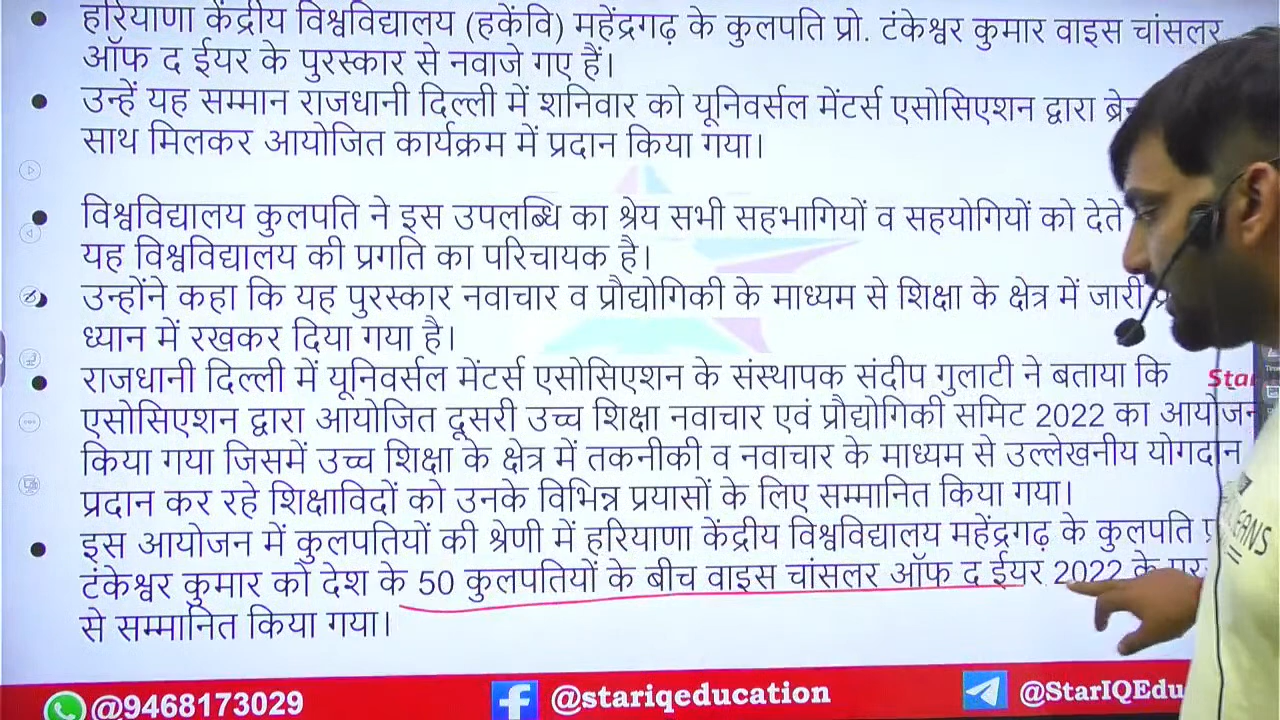 हरियाणा केंद्रीय विश्वविद्यालय (हकेंवि) महेंद्रगढ़ के कुलपति प्रो. टंकेश्वर कुमार वाइस चांसलर
ऑफ द ईयर के पुरस्कार से नवाजे गए हैं।
उन्हें यह सम्मान राजधानी दिल्ली में शनिवार को यूनिवर्सल मेंटर्स एसोसिएशन द्वारा
साथ मिलकर आयोजित कार्यक्रम में प्रदान किया गया।
विश्वविद्यालय कुलपति ने इस उपलब्धि का श्रेय सभी सहभागियों व सहयोगियों को देते
यह विश्वविद्यालय की प्रगति का परिचायक है।
उन्होंने कहा कि यह पुरस्कार नवाचार व प्रौद्योगिकी के माध्यम से शिक्षा के क्षेत्र में जारी
ध्यान में रखकर दिया गया है।
राजधानी दिल्ली में यूनिवर्सल मेंटर्स एसोसिएशन के संस्थापक संदीप गुलाटी ने बताया कि
एसोसिएशन द्वारा आयोजित दूसरी उच्च शिक्षा नवाचार एवं प्रौद्योगिकी समिट 2022 का आयोजन
किया गया जिसमें उच्च शिक्षा के क्षेत्र में तकनीकी व नवाचार के माध्यम से उल्लेखनीय योगदान
प्रदान कर रहे शिक्षाविदों को उनके विभिन्न प्रयासों के लिए सम्मानित किया गया।
इस आयोजन में कुलपतियों की श्रेणी में हरियाणा केंद्रीय विश्वविद्यालय महेंद्रगढ़ के कुलपति
टंकेश्वर कुमार को देश के 50 कुलपतियों के बीच वाइस चांसलर ऑफ द ईयर 2022 के
से सम्मानित किया गया।
@9468173029 @stariqeducation @StarIQEdu